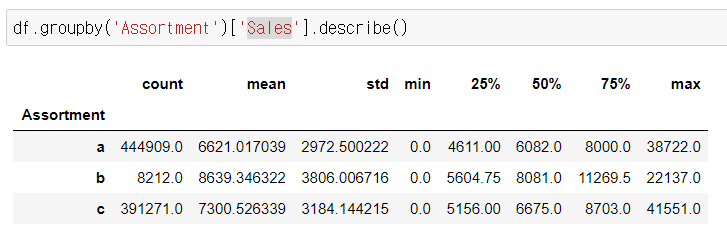 df.groupby('Assortment')['Sales'].describe()
count mean std min 25% 50% 75% max
Assortment
a 444909.0 6621.017039 2972.500222 0.0 4611.00 6082.0 8000.0 38722.0
b 8212.0 8639.346322 3806.006716 0.0 5604.75 8081.0 11269.5 22137.0
c 391271.0 7300.526339 3184.144215 0.0 5156.00 6675.0 8703.0 41551.0